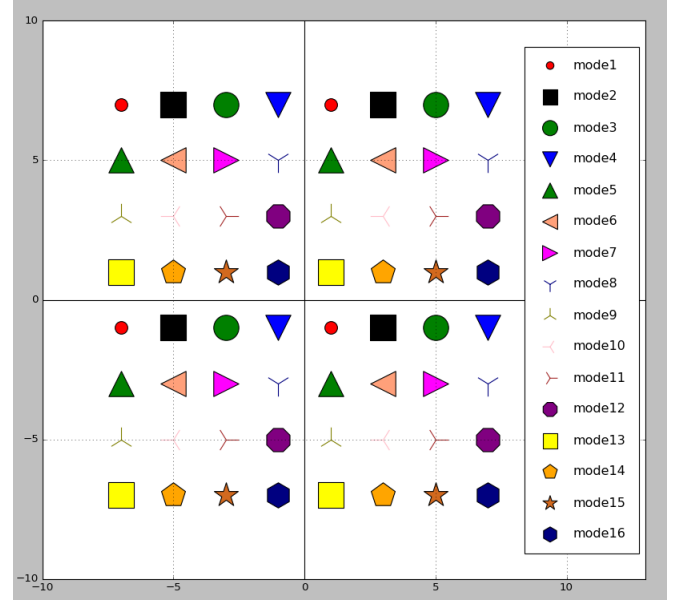 10
5
0
−5
−10
−10
−5
0
5
10
mode1
mode2
mode3
mode4
mode5
mode6
mode7
mode8
mode9
mode10
mode11
mode12
mode13
mode14
mode15
mode16